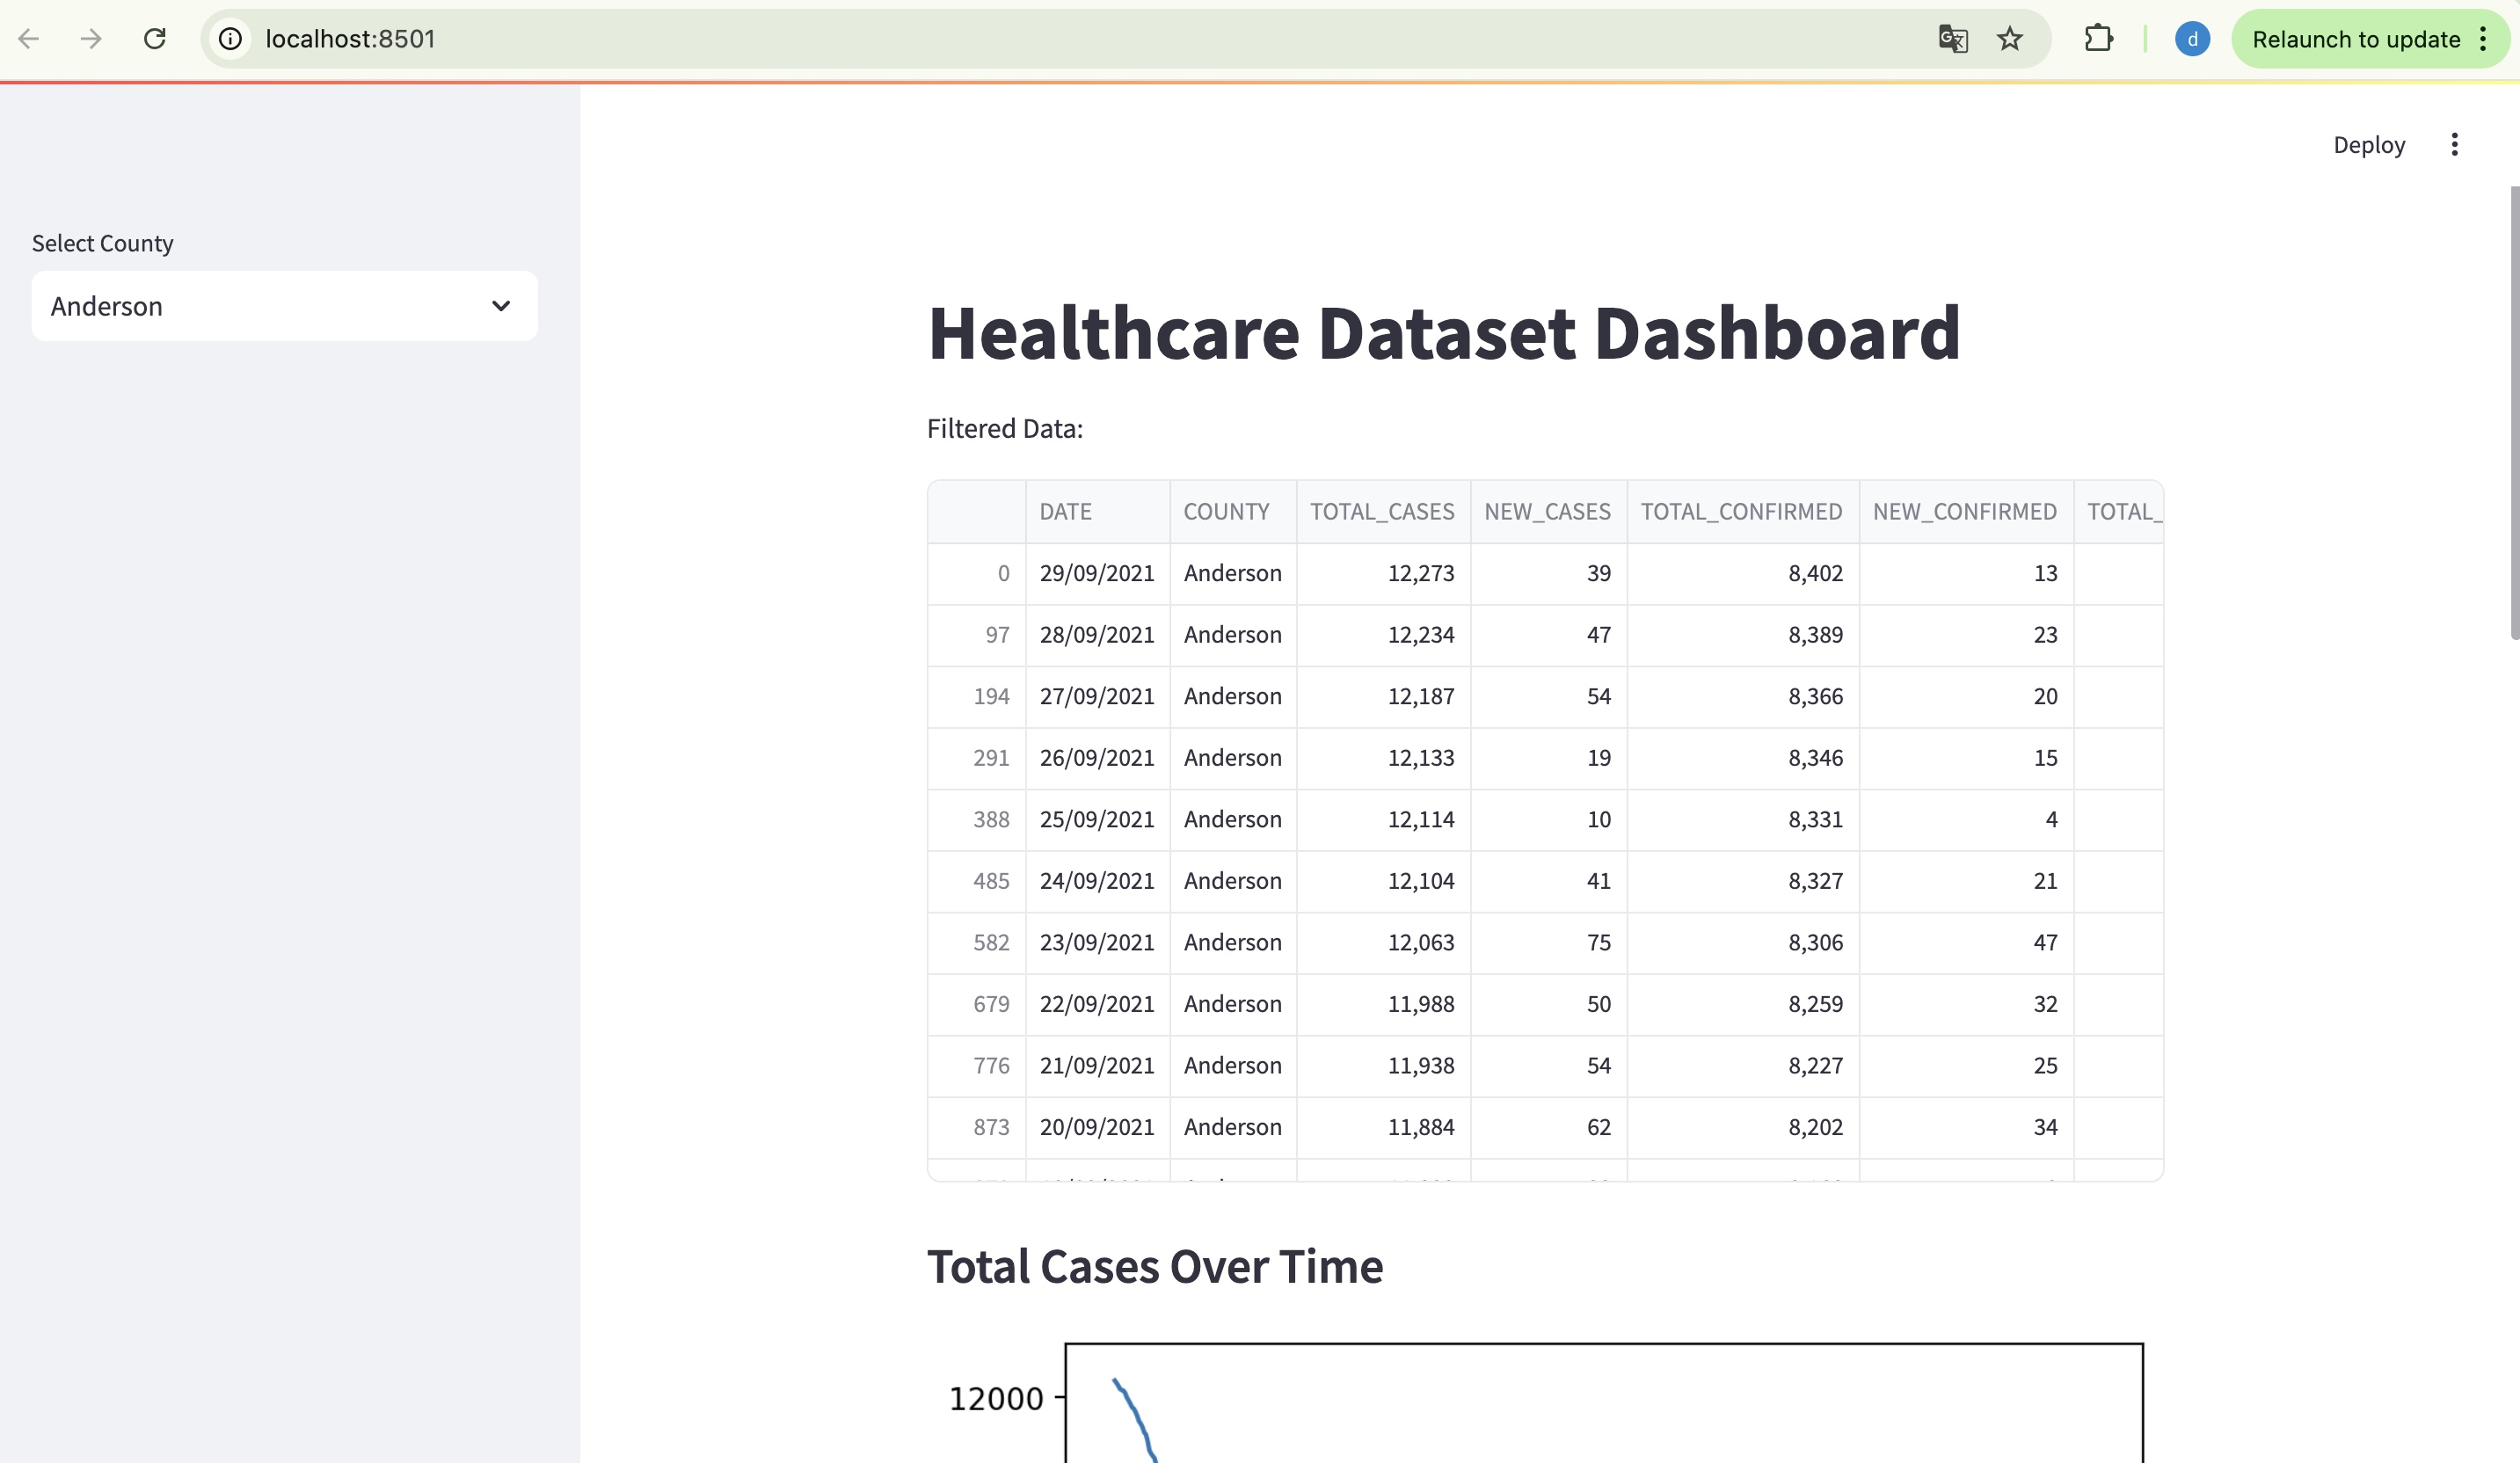 localhost:8501
d
Relaunch to update
Deploy
Select County
Anderson
Healthcare Dataset Dashboard
Filtered Data:
DATE COUNTY TOTAL_CASES NEW_CASES TOTAL_CONFIRMED NEW_CONFIRMED TOTAL_
0 29/09/2021 Anderson 12,273 39 8,402 13
97 28/09/2021 Anderson 12,234 47 8,389 23
194 27/09/2021 Anderson 12,187 54 8,366 20
291 26/09/2021 Anderson 12,133 19 8,346 15
388 25/09/2021 Anderson 12,114 10 8,331 4
485 24/09/2021 Anderson 12,104 41 8,327 21
582 23/09/2021 Anderson 12,063 75 8,306 47
679 22/09/2021 Anderson 11,988 50 8,259 32
776 21/09/2021 Anderson 11,938 54 8,227 25
873 20/09/2021 Anderson 11,884 62 8,202 34
Total Cases Over Time
12000